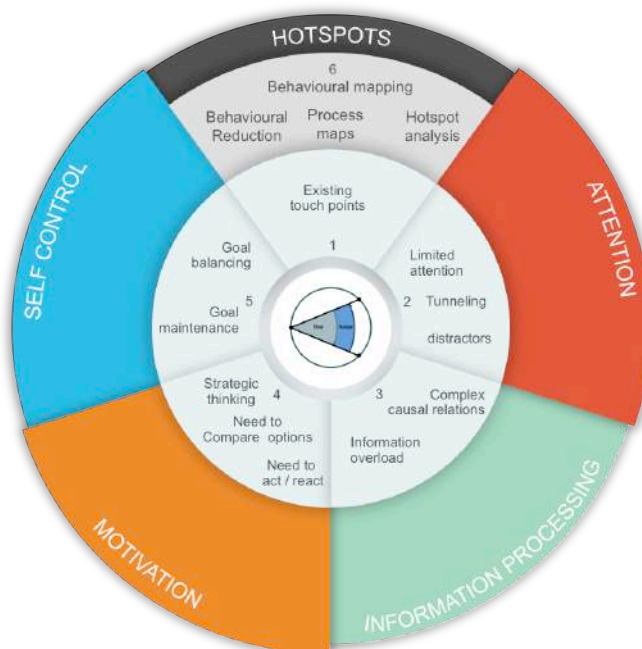 HOTSPOTS
6
Behavioural mapping
Behavioural
Reduction
Process
maps
Hotspot
analysis
ATTENTION
INFORMATION PROCESSING
MOTIVATION
SELF CONTROL
Existing
touch points
1
Limited
attention
2
Tunneling
distractors
3
Complex
causal relations
Information
overload
Strategic
thinking
4
Need to
Compare options
Need to
act / react
Goal
balancing
5
Goal
maintenance